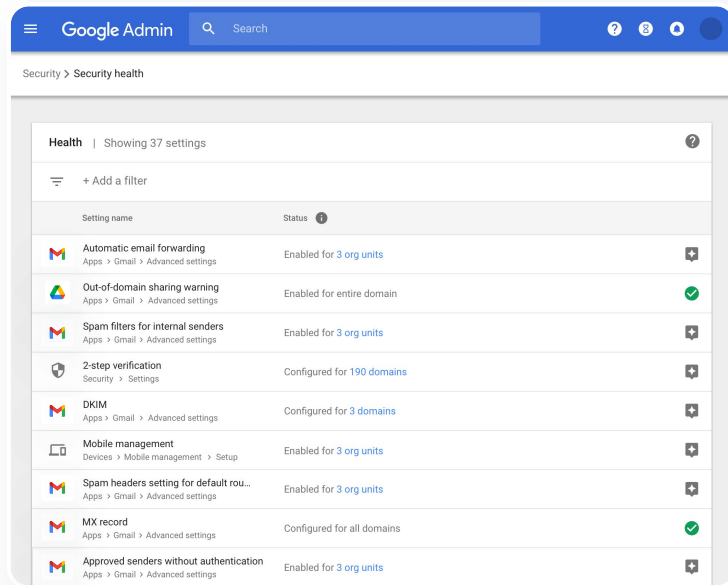 Google Admin
Search
Security > Security health
Health | Showing 37 settings
+ Add a filter
Setting name Status
Automatic email forwarding
Apps > Gmail > Advanced settings
Enabled for 3 org units
Out-of-domain sharing warning
Apps > Gmail > Advanced settings
Enabled for entire domain
Spam filters for internal senders
Apps > Gmail > Advanced settings
Enabled for 3 org units
2-step verification
Security > Settings
Configured for 190 domains
DKIM
Apps > Gmail > Advanced settings
Configured for 3 domains
Mobile management
Devices > Mobile management > Setup
Enabled for 3 org units
Spam headers setting for default rou...
Apps > Gmail > Advanced settings
Enabled for 3 org units
MX record
Apps > Gmail > Advanced settings
Configured for all domains
Approved senders without authentication
Apps > Gmail > Advanced settings
Enabled for 3 org units